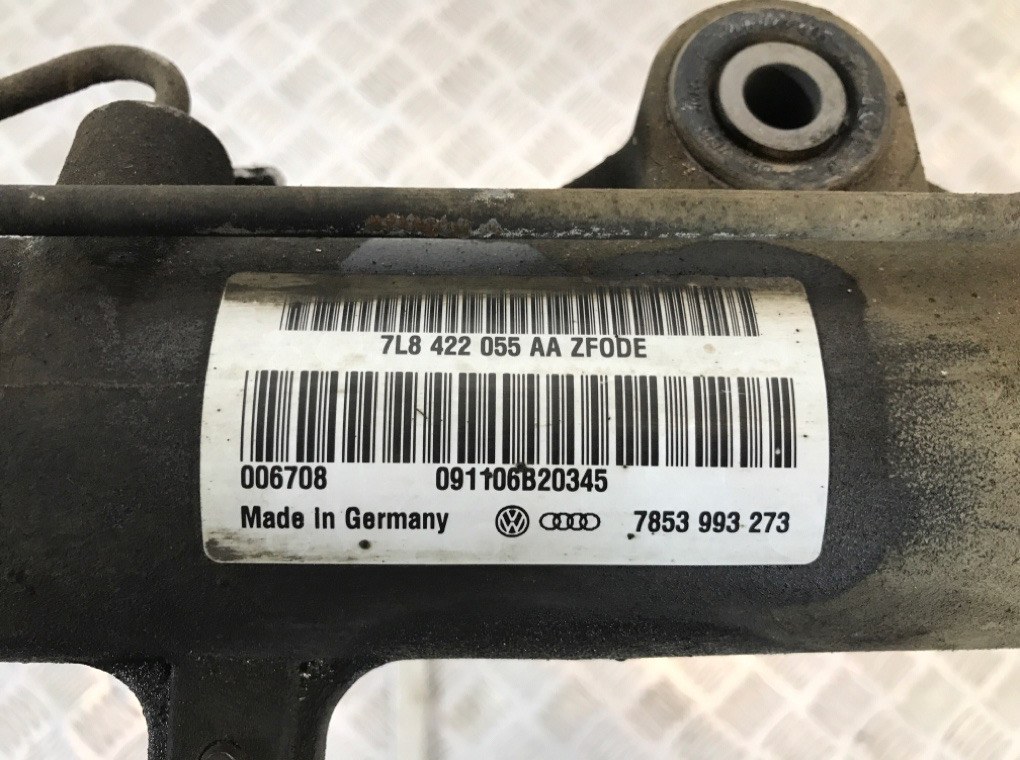 7L8 422 055 AA ZFODE
006708 091106B20345
Made In Germany 7853 993 273